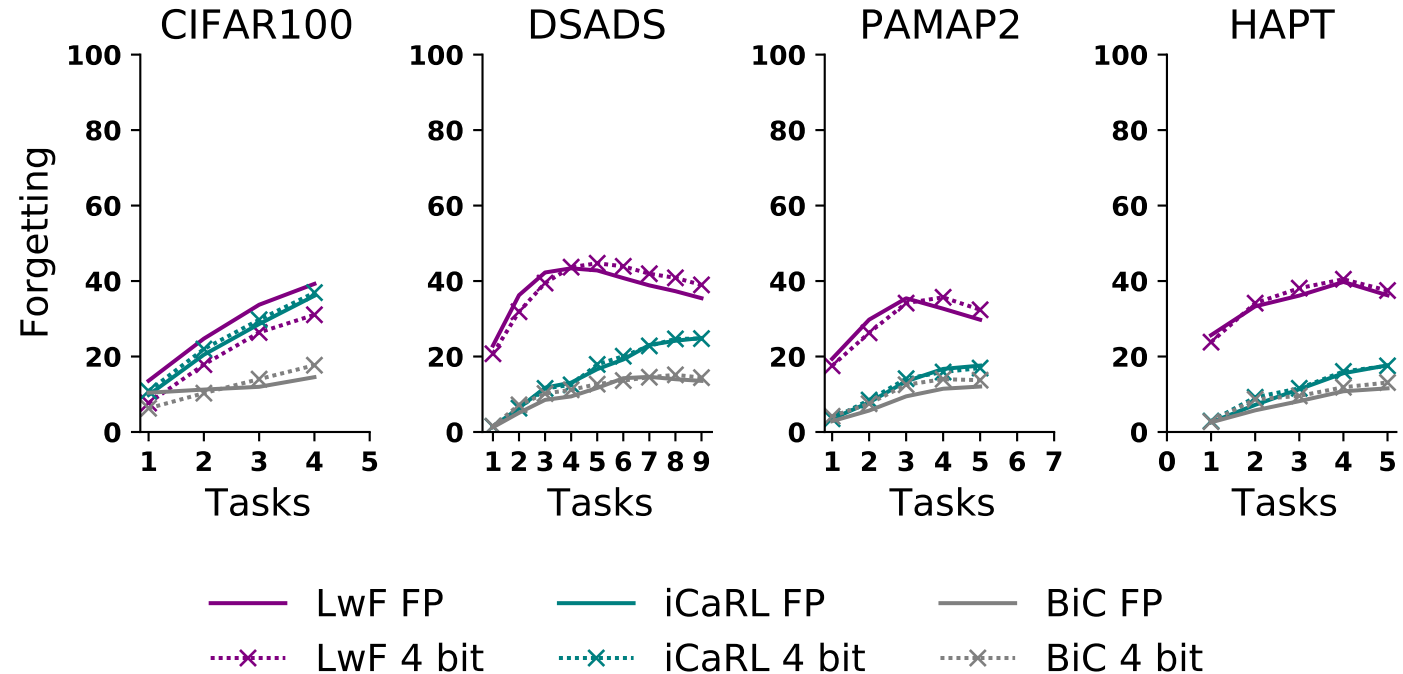 CIFAR100 DSADS PAMAP2 HAPT
100 100 100 100
80 80 80 80
60 60 60 60
40 40 40 40
20 20 20 20
0 0 0 0
Forgetting
1 2 3 4 5 1 2 3 4 5 6 7 8 9 1 2 3 4 5 6 7 0 1 2 3 4 5
Tasks Tasks Tasks Tasks
LwF FP iCaRL FP BiC FP
LwF 4 bit iCaRL 4 bit BiC 4 bit